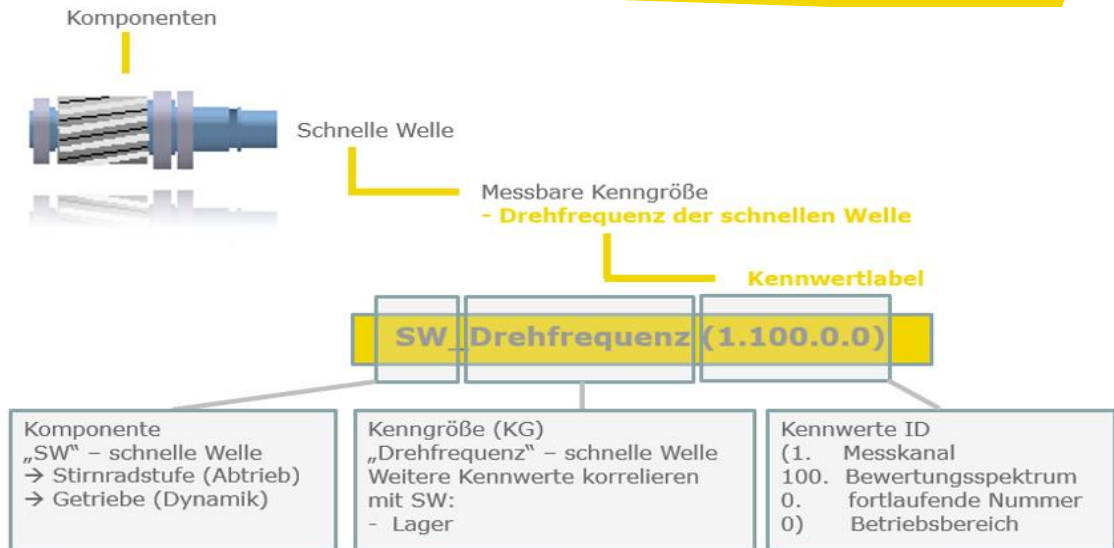 Komponenten
Schnelle Welle
Messbare Kenngröße
- Drehfrequenz der schnellen Welle
Kennwertlabel
SW_Drehfrequenz (1.100.0.0)
Komponente
„SW“ – schnelle Welle
→ Stirnradstufe (Abtrieb)
→ Getriebe (Dynamik)
Kenngröße (KG)
„Drehfrequenz“ – schnelle Welle
Weitere Kennwerte korrelieren
mit SW:
- Lager
Kennwerte ID
(1. Messkanal
100. Bewertungsspektrum
0. fortlaufende Nummer
0) Betriebsbereich